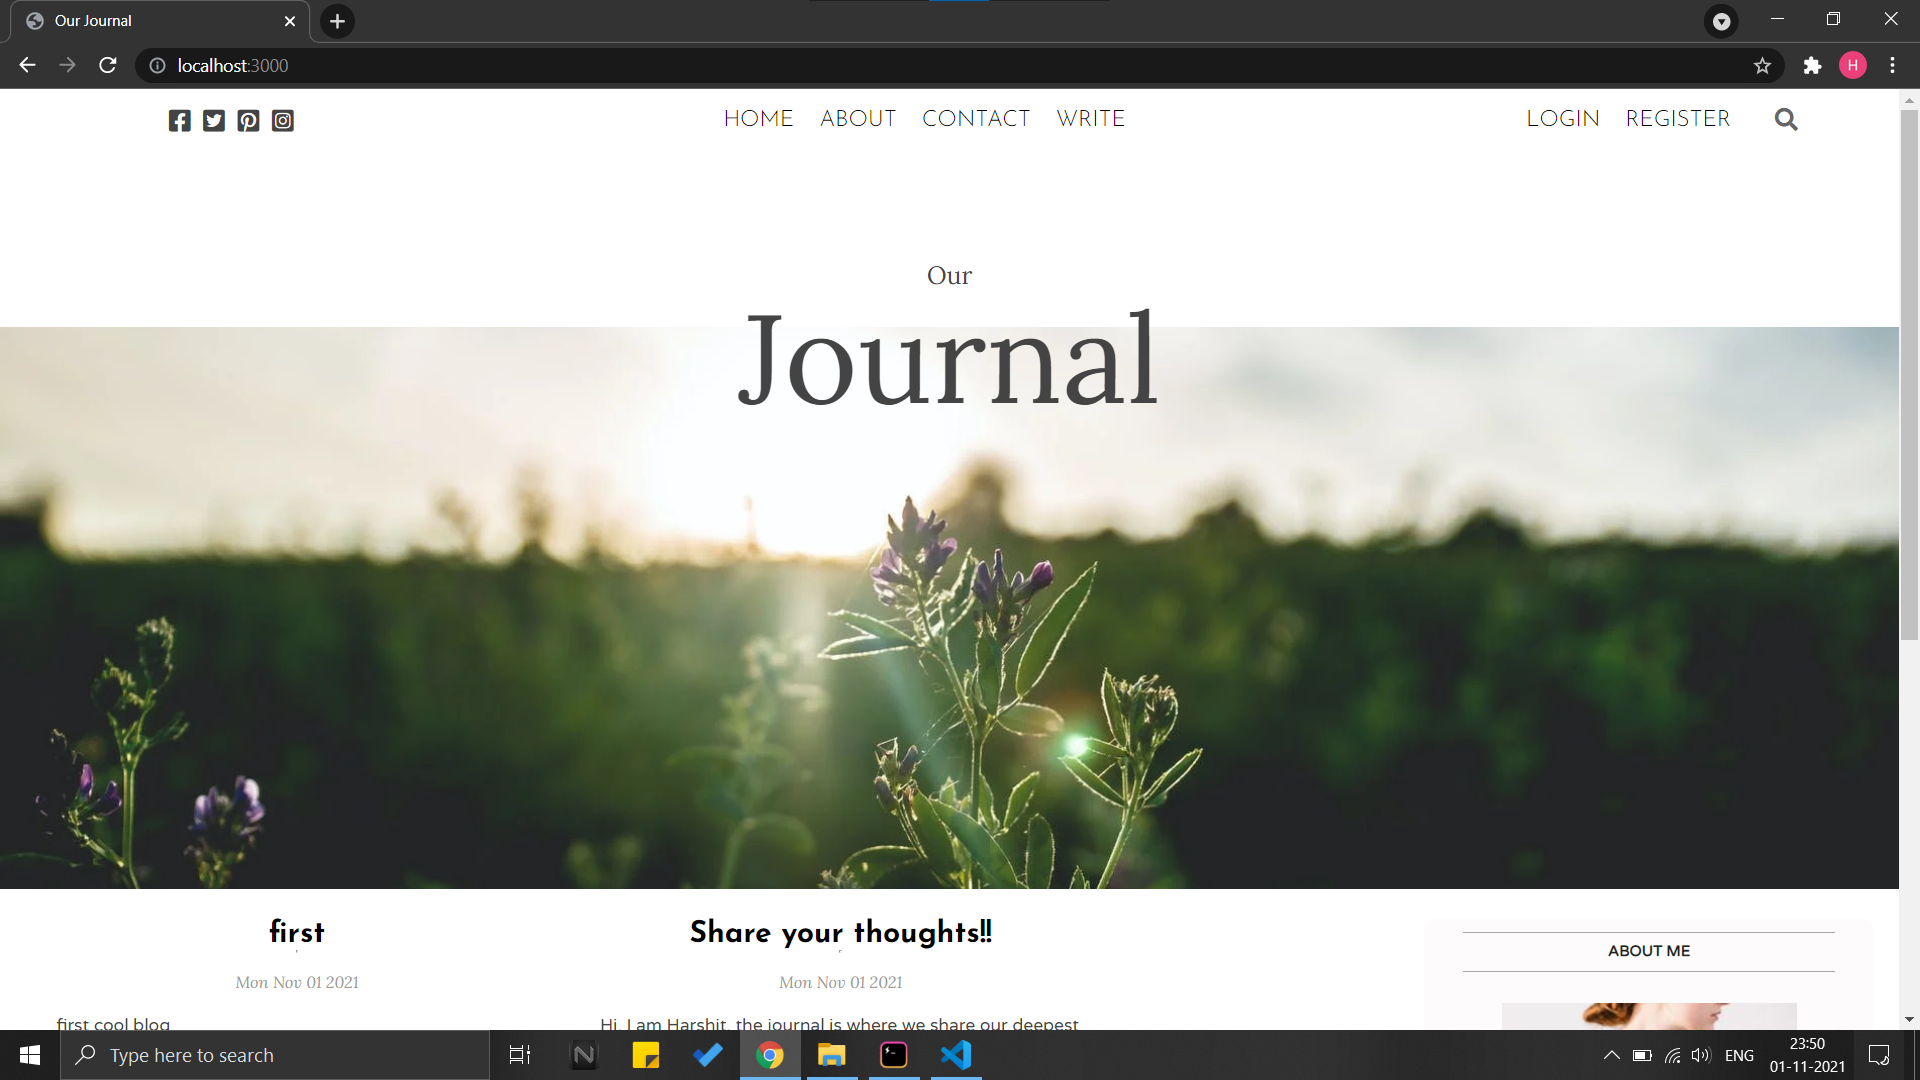 Our Journal
localhost:3000
H
HOME ABOUT CONTACT WRITE
LOGIN REGISTER
Our
Journal
first
Mon Nov 01 2021
first cool blog
Share your thoughts!!
Mon Nov 01 2021
Hi, I am Harshit, the journal is where we share our deepest
ABOUT ME
Type here to search
N
ENG
23:50
01-11-2021